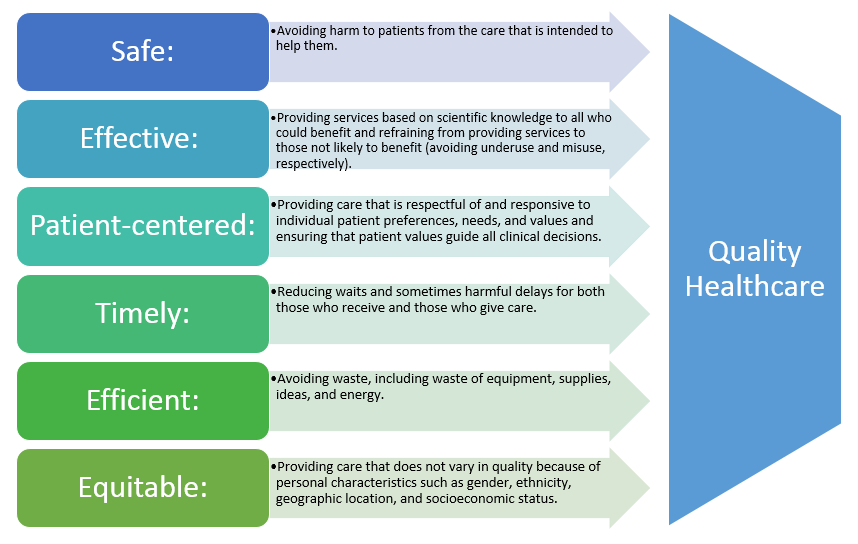 Safe:
•Avoiding harm to patients from the care that is intended to
help them.
Effective:
•Providing services based on scientific knowledge to all who
could benefit and refraining from providing services to
those not likely to benefit (avoiding underuse and misuse,
respectively).
Patient-centered:
•Providing care that is respectful of and responsive to
individual patient preferences, needs, and values and
ensuring that patient values guide all clinical decisions.
Timely:
•Reducing waits and sometimes harmful delays for both
those who receive and those who give care.
Efficient:
•Avoiding waste, including waste of equipment, supplies,
ideas, and energy.
Equitable:
•Providing care that does not vary in quality because of
personal characteristics such as gender, ethnicity,
geographic location, and socioeconomic status.
Quality
Healthcare